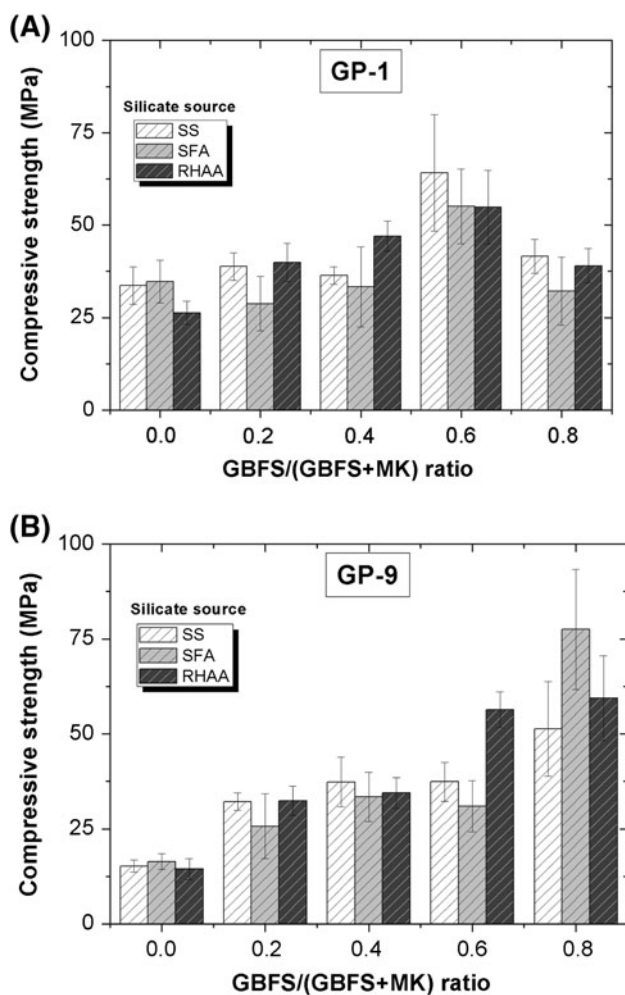 (A)
100
75
50
25
0
Compressive strength (MPa)
GP-1
Silicate source
SS
SFA
RHAA
0.0 0.2 0.4 0.6 0.8
GBFS/(GBFS+MK) ratio
(B)
100
75
50
25
0
Compressive strength (MPa)
GP-9
Silicate source
SS
SFA
RHAA
0.0 0.2 0.4 0.6 0.8
GBFS/(GBFS+MK) ratio